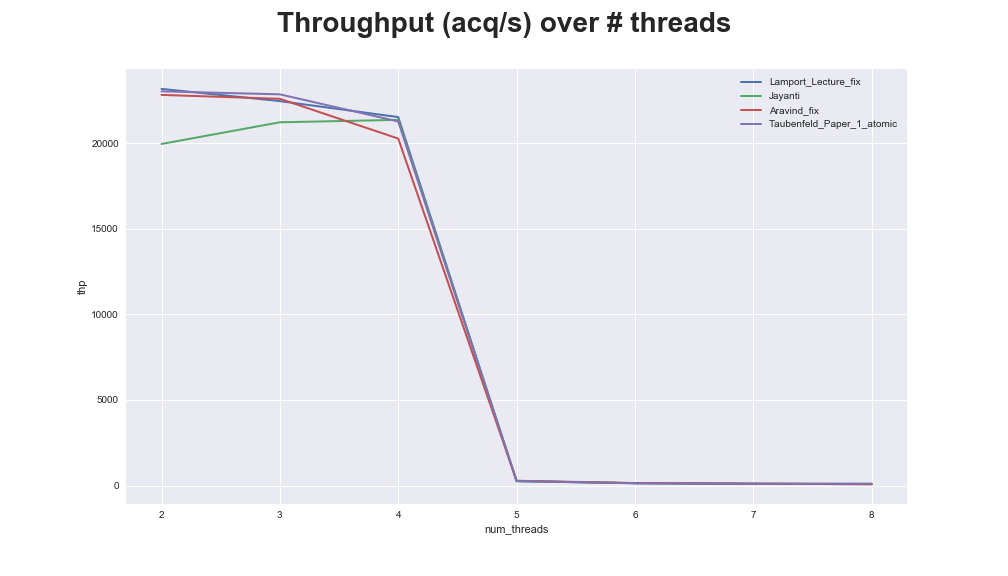 Throughput (acq/s) over # threads
Lamport_Lecture_fix
Jayanti
Aravind_fix
Taubenfeld_Paper_1_atomic
20000
15000
10000
5000
0
thp
2 3 4 5 6 7 8
num_threads